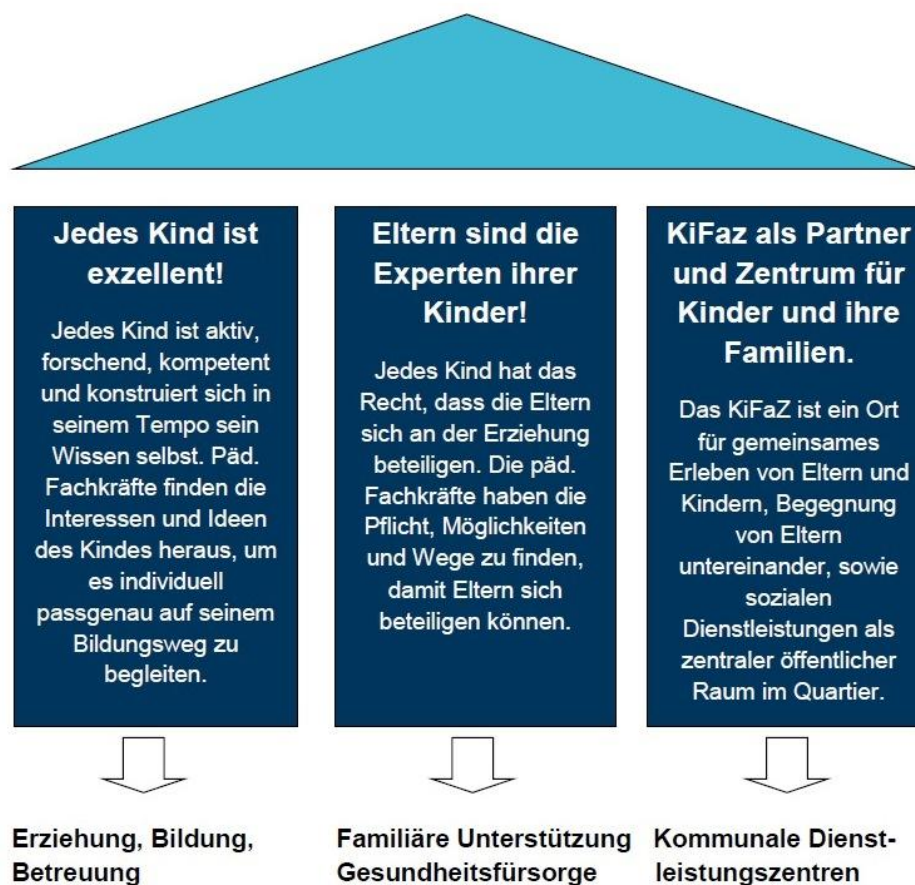 Jedes Kind ist
exzellent!
Jedes Kind ist aktiv,
forschend, kompetent
und konstruiert sich in
seinem Tempo sein
Wissen selbst. Päd.
Fachkräfte finden die
Interessen und Ideen
des Kindes heraus, um
es individuell
passgenau auf seinem
Bildungsweg zu
begleiten.
Eltern sind die
Experten ihrer
Kinder!
Jedes Kind hat das
Recht, dass die Eltern
sich an der Erziehung
beteiligen. Die päd.
Fachkräfte haben die
Pflicht, Möglichkeiten
und Wege zu finden,
damit Eltern sich
beteiligen können.
KiFaz als Partner
und Zentrum für
Kinder und ihre
Familien.
Das KiFaZ ist ein Ort
für gemeinsames
Erleben von Eltern und
Kindern, Begegnung
von Eltern
untereinander, sowie
sozialen
Dienstleistungen als
zentraler öffentlicher
Raum im Quartier.
Erziehung, Bildung,
Betreuung
Familiäre Unterstützung
Gesundheitsfürsorge
Kommunale Dienst-
leistungszentren